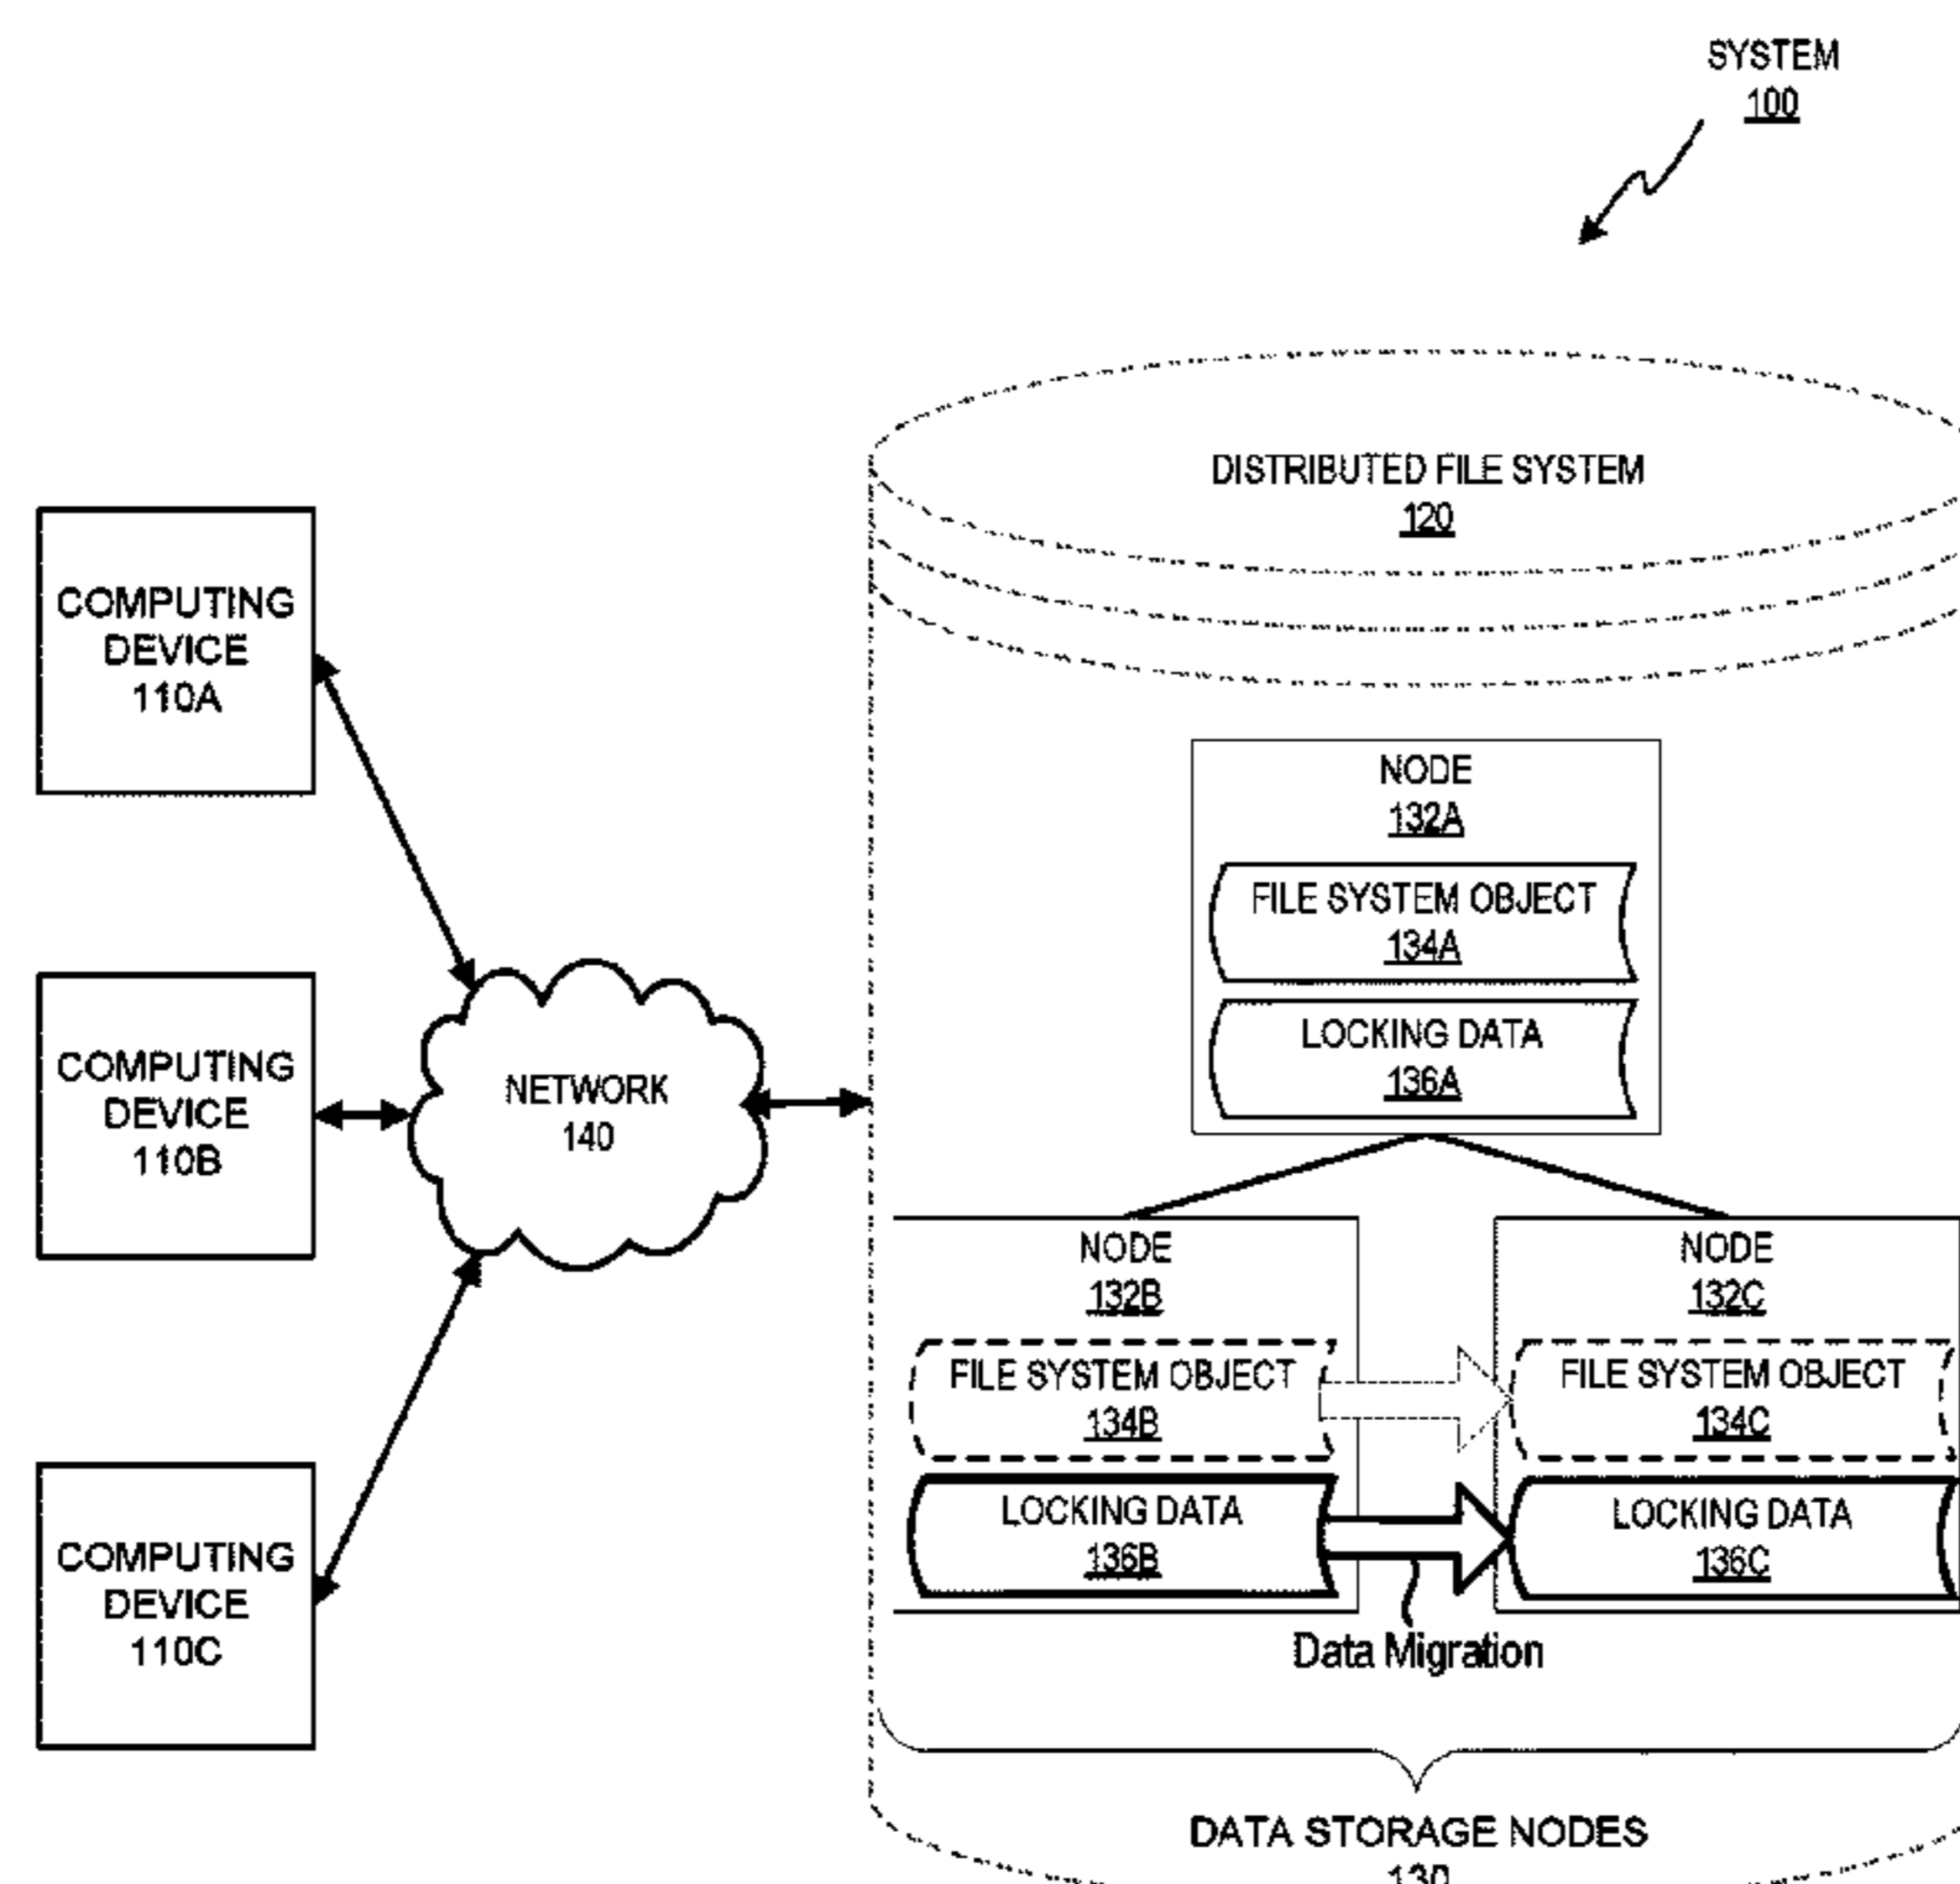 SYSTEM
100
DISTRIBUTED FILE SYSTEM
120
COMPUTING
DEVICE
110A
COMPUTING
DEVICE
110B
COMPUTING
DEVICE
110C
NETWORK
140
NODE
132A
FILE SYSTEM OBJECT
134A
LOCKING DATA
136A
NODE
132B
FILE SYSTEM OBJECT
134B
LOCKING DATA
136B
NODE
132C
FILE SYSTEM OBJECT
134C
LOCKING DATA
136C
Data Migration
DATA STORAGE NODES
130